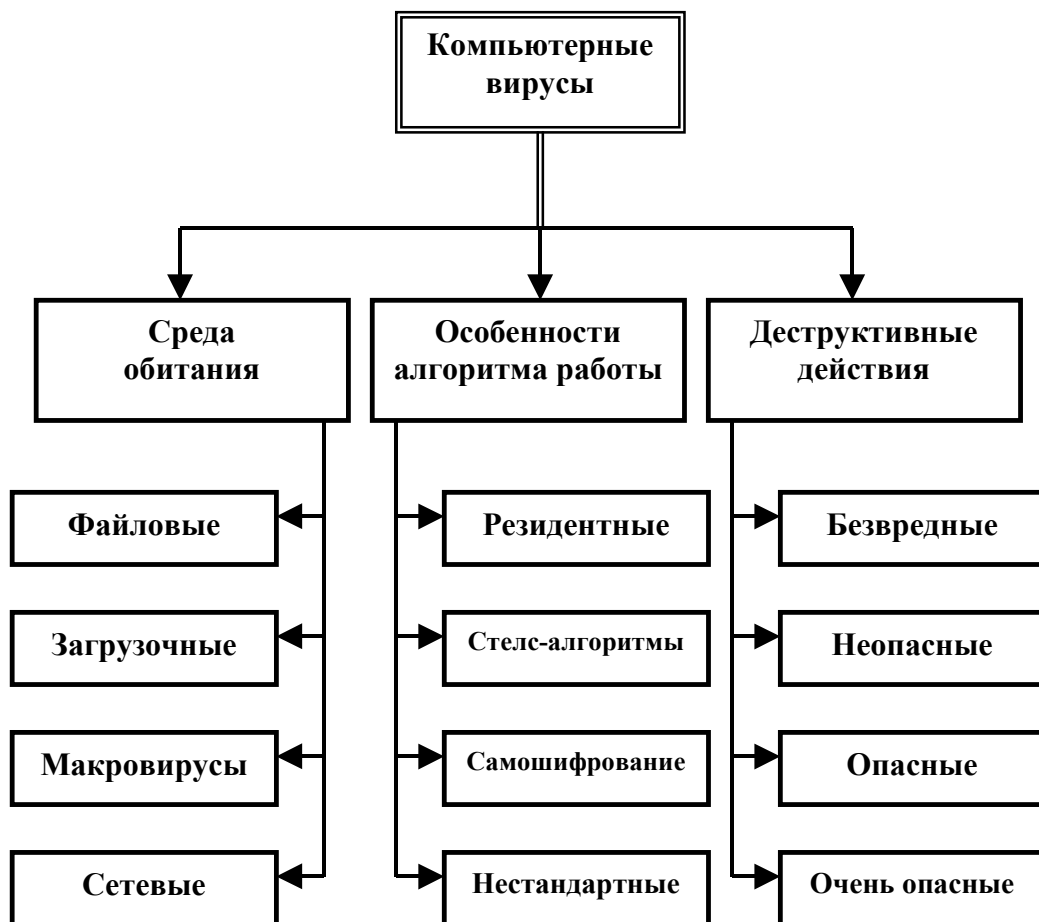 Компьютерные
вирусы
Среда
обитания
Особенности
алгоритма работы
Деструктивные
действия
Файловые
Резидентные
Безвредные
Загрузочные
Стелс-алгоритмы
Неопасные
Макровирусы
Самошифрование
Опасные
Сетевые
Нестандартные
Очень опасные